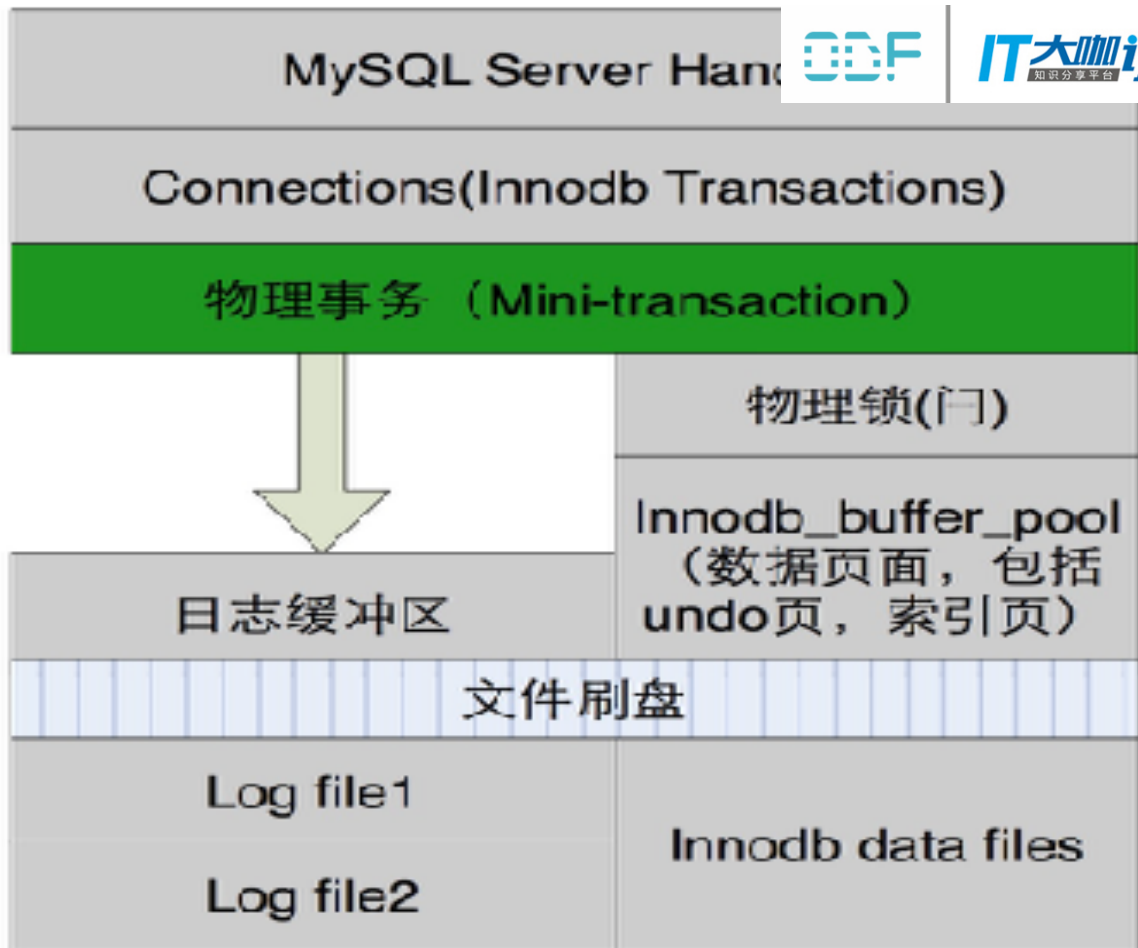 MySQL Server
ODF
IT大咖
知识分享平台
Connections(Innodb Transactions)
物理事务（Mini-transaction）
物理锁(闩)
Innodb_buffer_pool
（数据页面，包括
undo页，索引页）
日志缓冲区
文件刷盘
Log file1
Innodb data files
Log file2